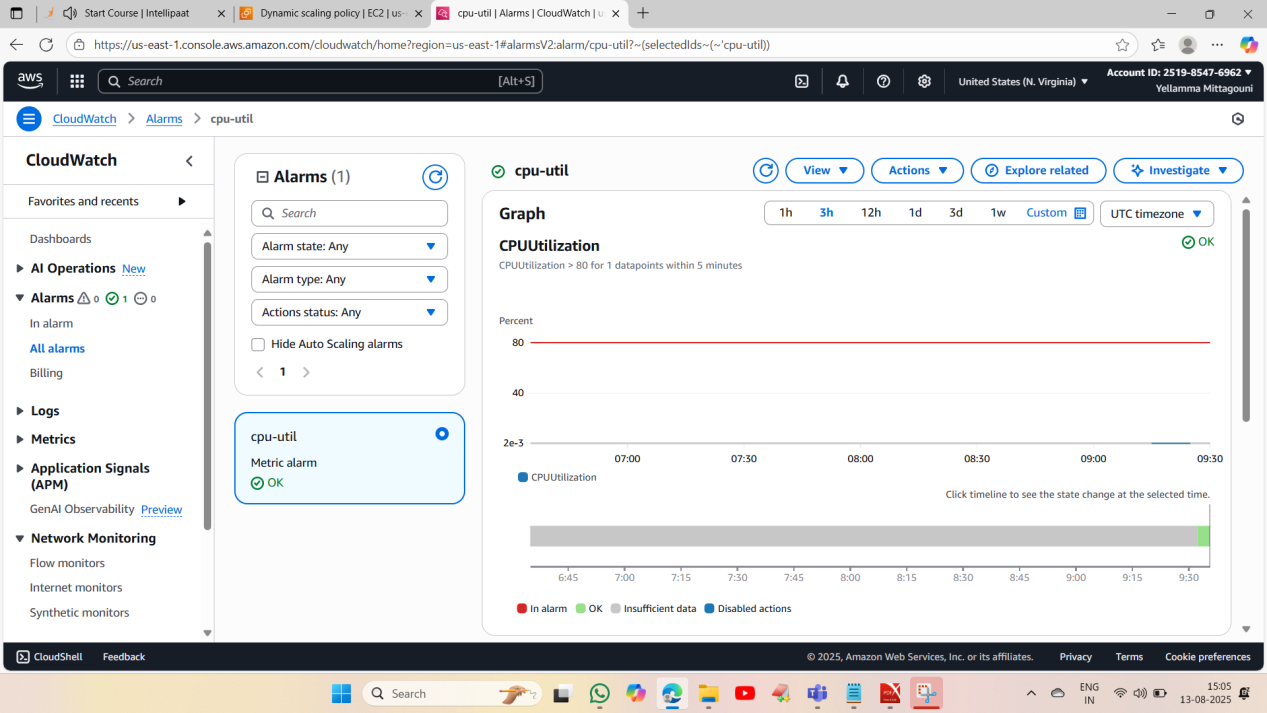 Start Course | Intellipaat
Dynamic scaling policy | EC2 | us-
cpu-util | Alarms | CloudWatch | u
https://us-east-1.console.aws.amazon.com/cloudwatch/home?region=us-east-1#alarmsV2:alarm/cpu-util?~(selectedIds~(~'cpu-util))
aws
Search [Alt+S]
United States (N. Virginia)
Account ID: 2519-8547-6962
Yellamma Mittagouni
CloudWatch > Alarms > cpu-util
CloudWatch
Favorites and recents
Dashboards
AI Operations New
Alarms 0 1 0
In alarm
All alarms
Billing
Logs
Metrics
Application Signals
(APM)
GenAI Observability Preview
Network Monitoring
Flow monitors
Internet monitors
Synthetic monitors
Alarms (1)
Search
Alarm state: Any
Alarm type: Any
Actions status: Any
Hide Auto Scaling alarms
1
cpu-util
Metric alarm
OK
cpu-util
View
Actions
Explore related
Investigate
Graph
1h 3h 12h 1d 3d 1w Custom
UTC timezone
CPUUtilization
OK
CPUUtilization > 80 for 1 datapoints within 5 minutes
Percent
80
40
2e-3
07:00 07:30 08:00 08:30 09:00 09:30
CPUUtilization
Click timeline to see the state change at the selected time.
6:45 7:00 7:15 7:30 7:45 8:00 8:15 8:30 8:45 9:00 9:15 9:30
In alarm OK Insufficient data Disabled actions
CloudShell Feedback
© 2025, Amazon Web Services, Inc. or its affiliates. Privacy Terms Cookie preferences
Search
ENG
IN
15:05
13-08-2025